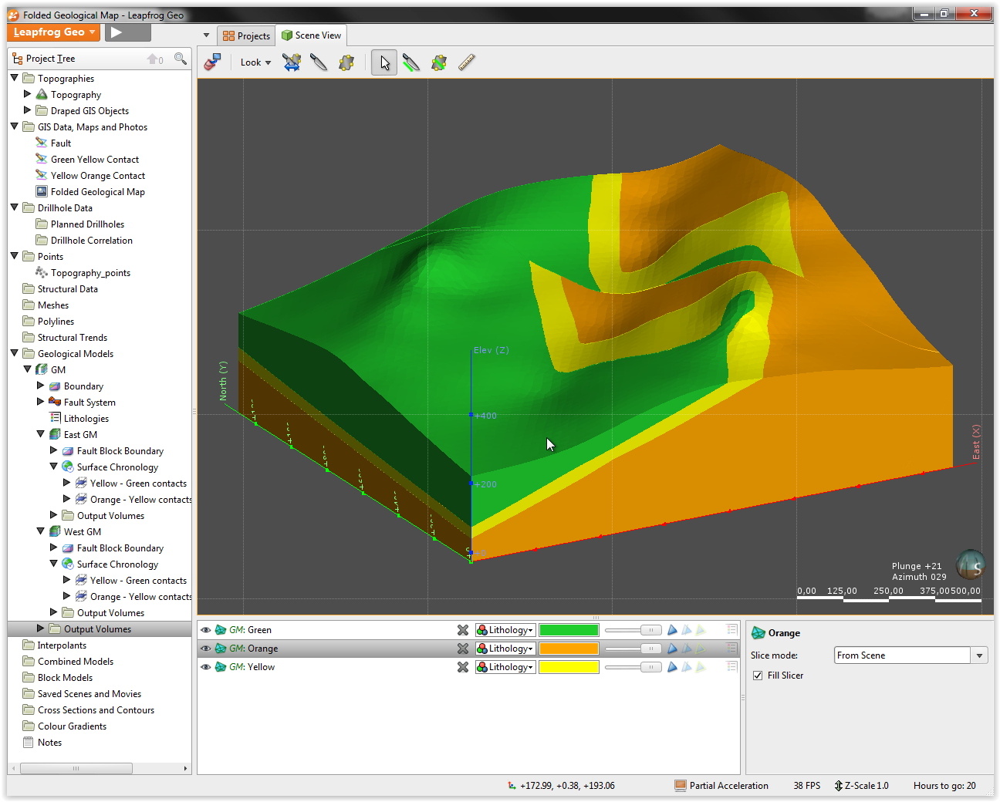 Folded Geological Map - Leapfrog Geo
Leapfrog Geo
Projects
Scene View
Project Tree
0
Look
Topographies
Topography
Draped GIS Objects
GIS Data, Maps and Photos
Fault
Green Yellow Contact
Yellow Orange Contact
Folded Geological Map
Drillhole Data
Planned Drillholes
Drillhole Correlation
Points
Topography_points
Structural Data
Meshes
Polylines
Structural Trends
Geological Models
GM
Boundary
Fault System
Lithologies
East GM
Fault Block Boundary
Surface Chronology
Yellow - Green contacts
Orange - Yellow contacts
Output Volumes
West GM
Fault Block Boundary
Surface Chronology
Yellow - Green contacts
Orange - Yellow contacts
Output Volumes
Output Volumes
Interpolants
Combined Models
Block Models
Saved Scenes and Movies
Cross Sections and Contours
Colour Gradients
Notes
Elev (Z)
North (Y)
+400
East (X)
+200
+0
Plunge +21
Azimuth 029
S
0,00 125,00 250,00 375,00 500,00
GM: Green Lithology
GM: Orange Lithology
GM: Yellow Lithology
Orange
Slice mode: From Scene
Fill Slicer
+172.99, +0.38, +193.06 Partial Acceleration 38 FPS Z-Scale 1.0 Hours to go: 20